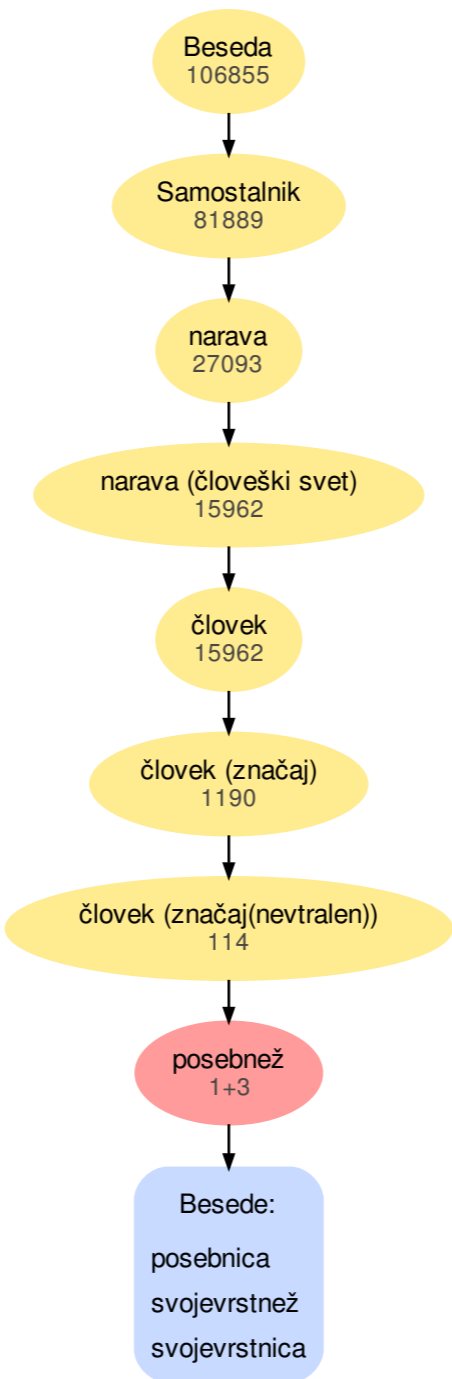 Beseda
106855
Samostalnik
81889
narava
27093
narava (človeški svet)
15962
človek
15962
človek (značaj)
1190
človek (značaj(nevtralen))
114
posebnež
1+3
Besede:
posebnica
svojevrstnež
svojevrstnica